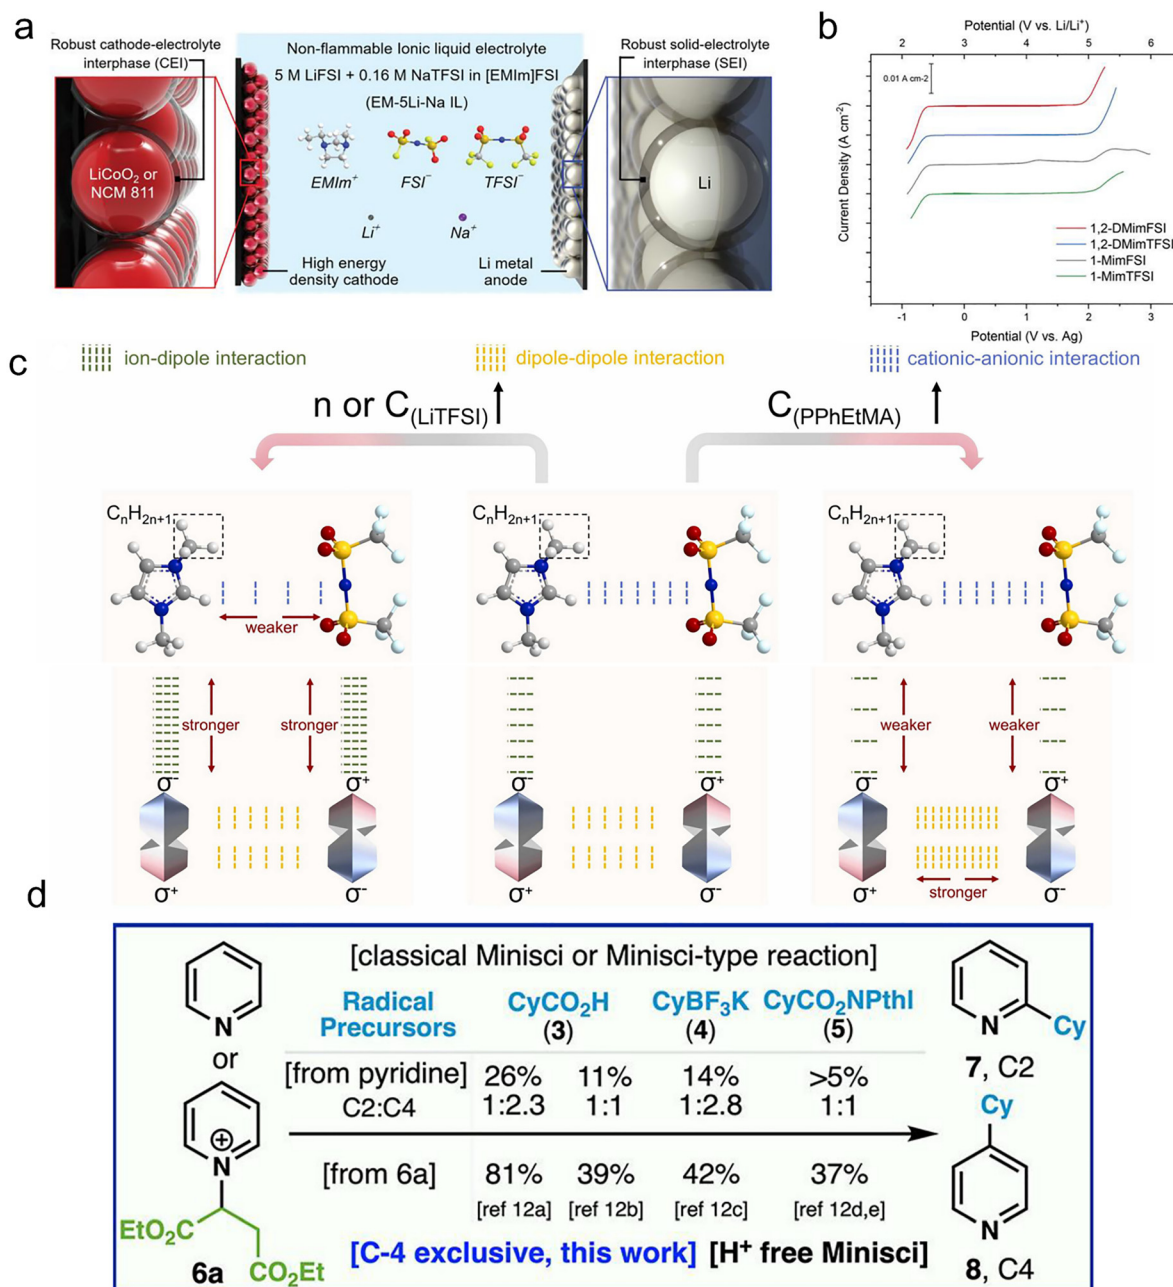 a
Robust cathode-electrolyte
interphase (CEI)
LiCoO₂ or
NCM 811
Non-flammable Ionic liquid electrolyte
5 M LiFSI + 0.16 M NaTFSI in [EMIm]FSI
(EM-5Li-Na IL)
EMIm⁺
FSI⁻
TFSI⁻
Li⁺
Na⁺
High energy
density cathode
Li metal
anode
Robust solid-electrolyte
interphase (SEI)
Li
b
Potential (V vs. Li/Li⁺)
2 3 4 5 6
0.01 A cm-2
Current Density (A cm⁻²)
1,2-DMimFSI
1,2-DMimTFSI
1-MimFSI
1-MimTFSI
-1 0 1 2 3
Potential (V vs. Ag)
c
ion-dipole interaction
dipole-dipole interaction
cationic-anionic interaction
n or C(LiTFSI)
C(PPhEtMA)
CnH2n+1
CnH2n+1
CnH2n+1
weaker
stronger
stronger
weaker
weaker
σ⁻
σ⁺
σ⁻
σ⁺
σ⁻
σ⁺
stronger
σ⁺
σ⁻
σ⁺
σ⁻
σ⁺
σ⁻
d
[classical Minisci or Minisci-type reaction]
Radical
Precursors
CyCO₂H
(3)
CyBF₃K
(4)
CyCO₂NPthl
(5)
[from pyridine] 26% 11% 14% >5%
C2:C4 1:2.3 1:1 1:2.8 1:1
[from 6a] 81% 39% 42% 37%
[ref 12a] [ref 12b] [ref 12c] [ref 12d,e]
[C-4 exclusive, this work] [H⁺ free Minisci]
N
or
+
N
EtO₂C
CO₂Et
6a
N
Cy
7, C2
Cy
N
8, C4